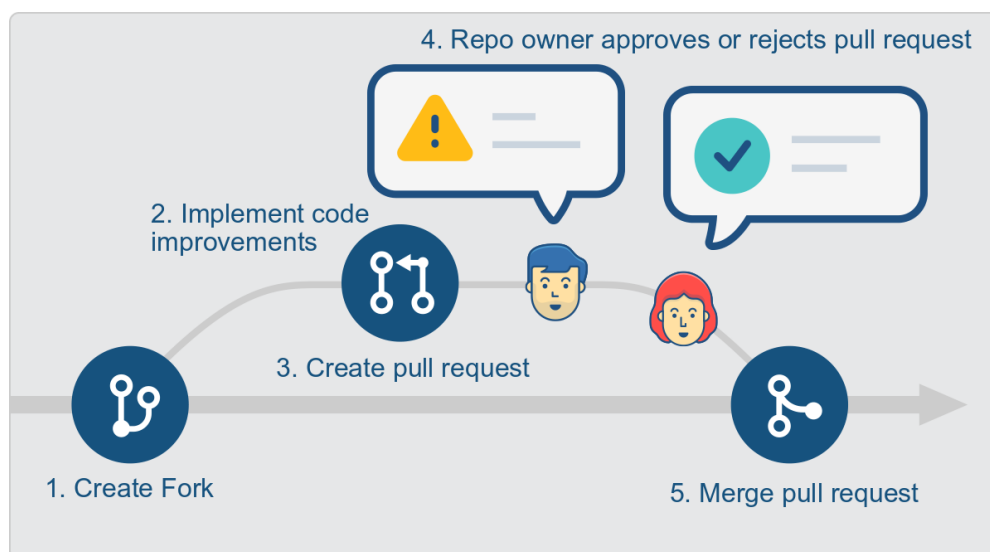 4. Repo owner approves or rejects pull request
2. Implement code
improvements
3. Create pull request
1. Create Fork
5. Merge pull request